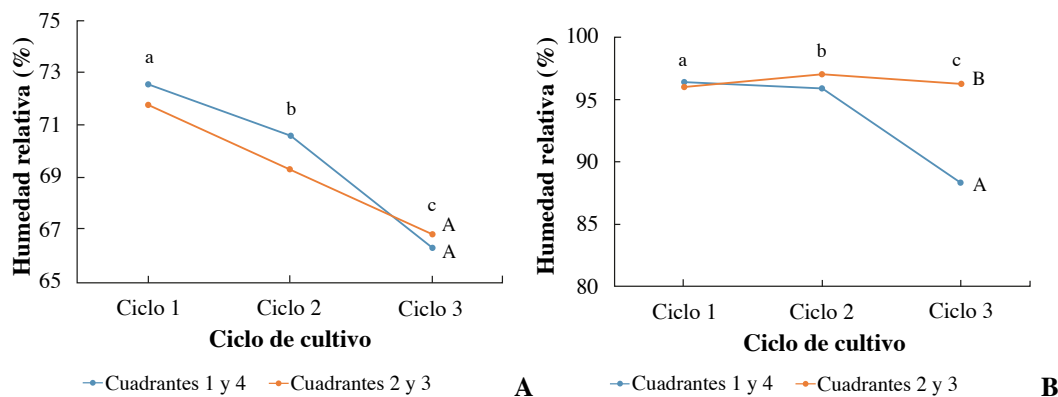 Humedad relativa (%)
75
73
71
69
67
65
a
b
c
A
A
Ciclo 1
Ciclo 2
Ciclo 3
Ciclo de cultivo
Cuadrantes 1 y 4
Cuadrantes 2 y 3
A
Humedad relativa (%)
100
95
90
85
80
a
b
c
B
A
Ciclo 1
Ciclo 2
Ciclo 3
Ciclo de cultivo
Cuadrantes 1 y 4
Cuadrantes 2 y 3
B